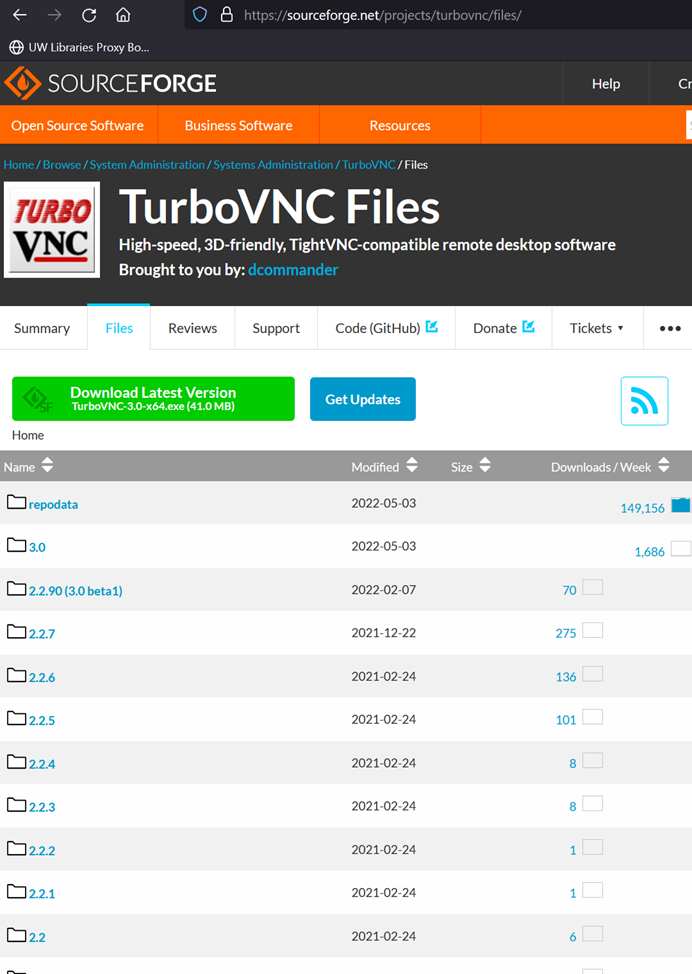 https://sourceforge.net/projects/turbovnc/files/
UW Libraries Proxy Bo...
SOURCEFORGE Help Cr
Open Source Software Business Software Resources
Home / Browse / System Administration / Systems Administration / TurboVNC / Files
TURBO
VNC
TurboVNC Files
High-speed, 3D-friendly, TightVNC-compatible remote desktop software
Brought to you by: dcommander
Summary Files Reviews Support Code (GitHub) Donate Tickets ▾ •••
Download Latest Version
TurboVNC-3.0-x64.exe (41.0 MB)
SF
Get Updates
Home
Name Modified Size Downloads / Week
repodata 2022-05-03 149,156
3.0 2022-05-03 1,686
2.2.90 (3.0 beta1) 2022-02-07 70
2.2.7 2021-12-22 275
2.2.6 2021-02-24 136
2.2.5 2021-02-24 101
2.2.4 2021-02-24 8
2.2.3 2021-02-24 8
2.2.2 2021-02-24 1
2.2.1 2021-02-24 1
2.2 2021-02-24 6